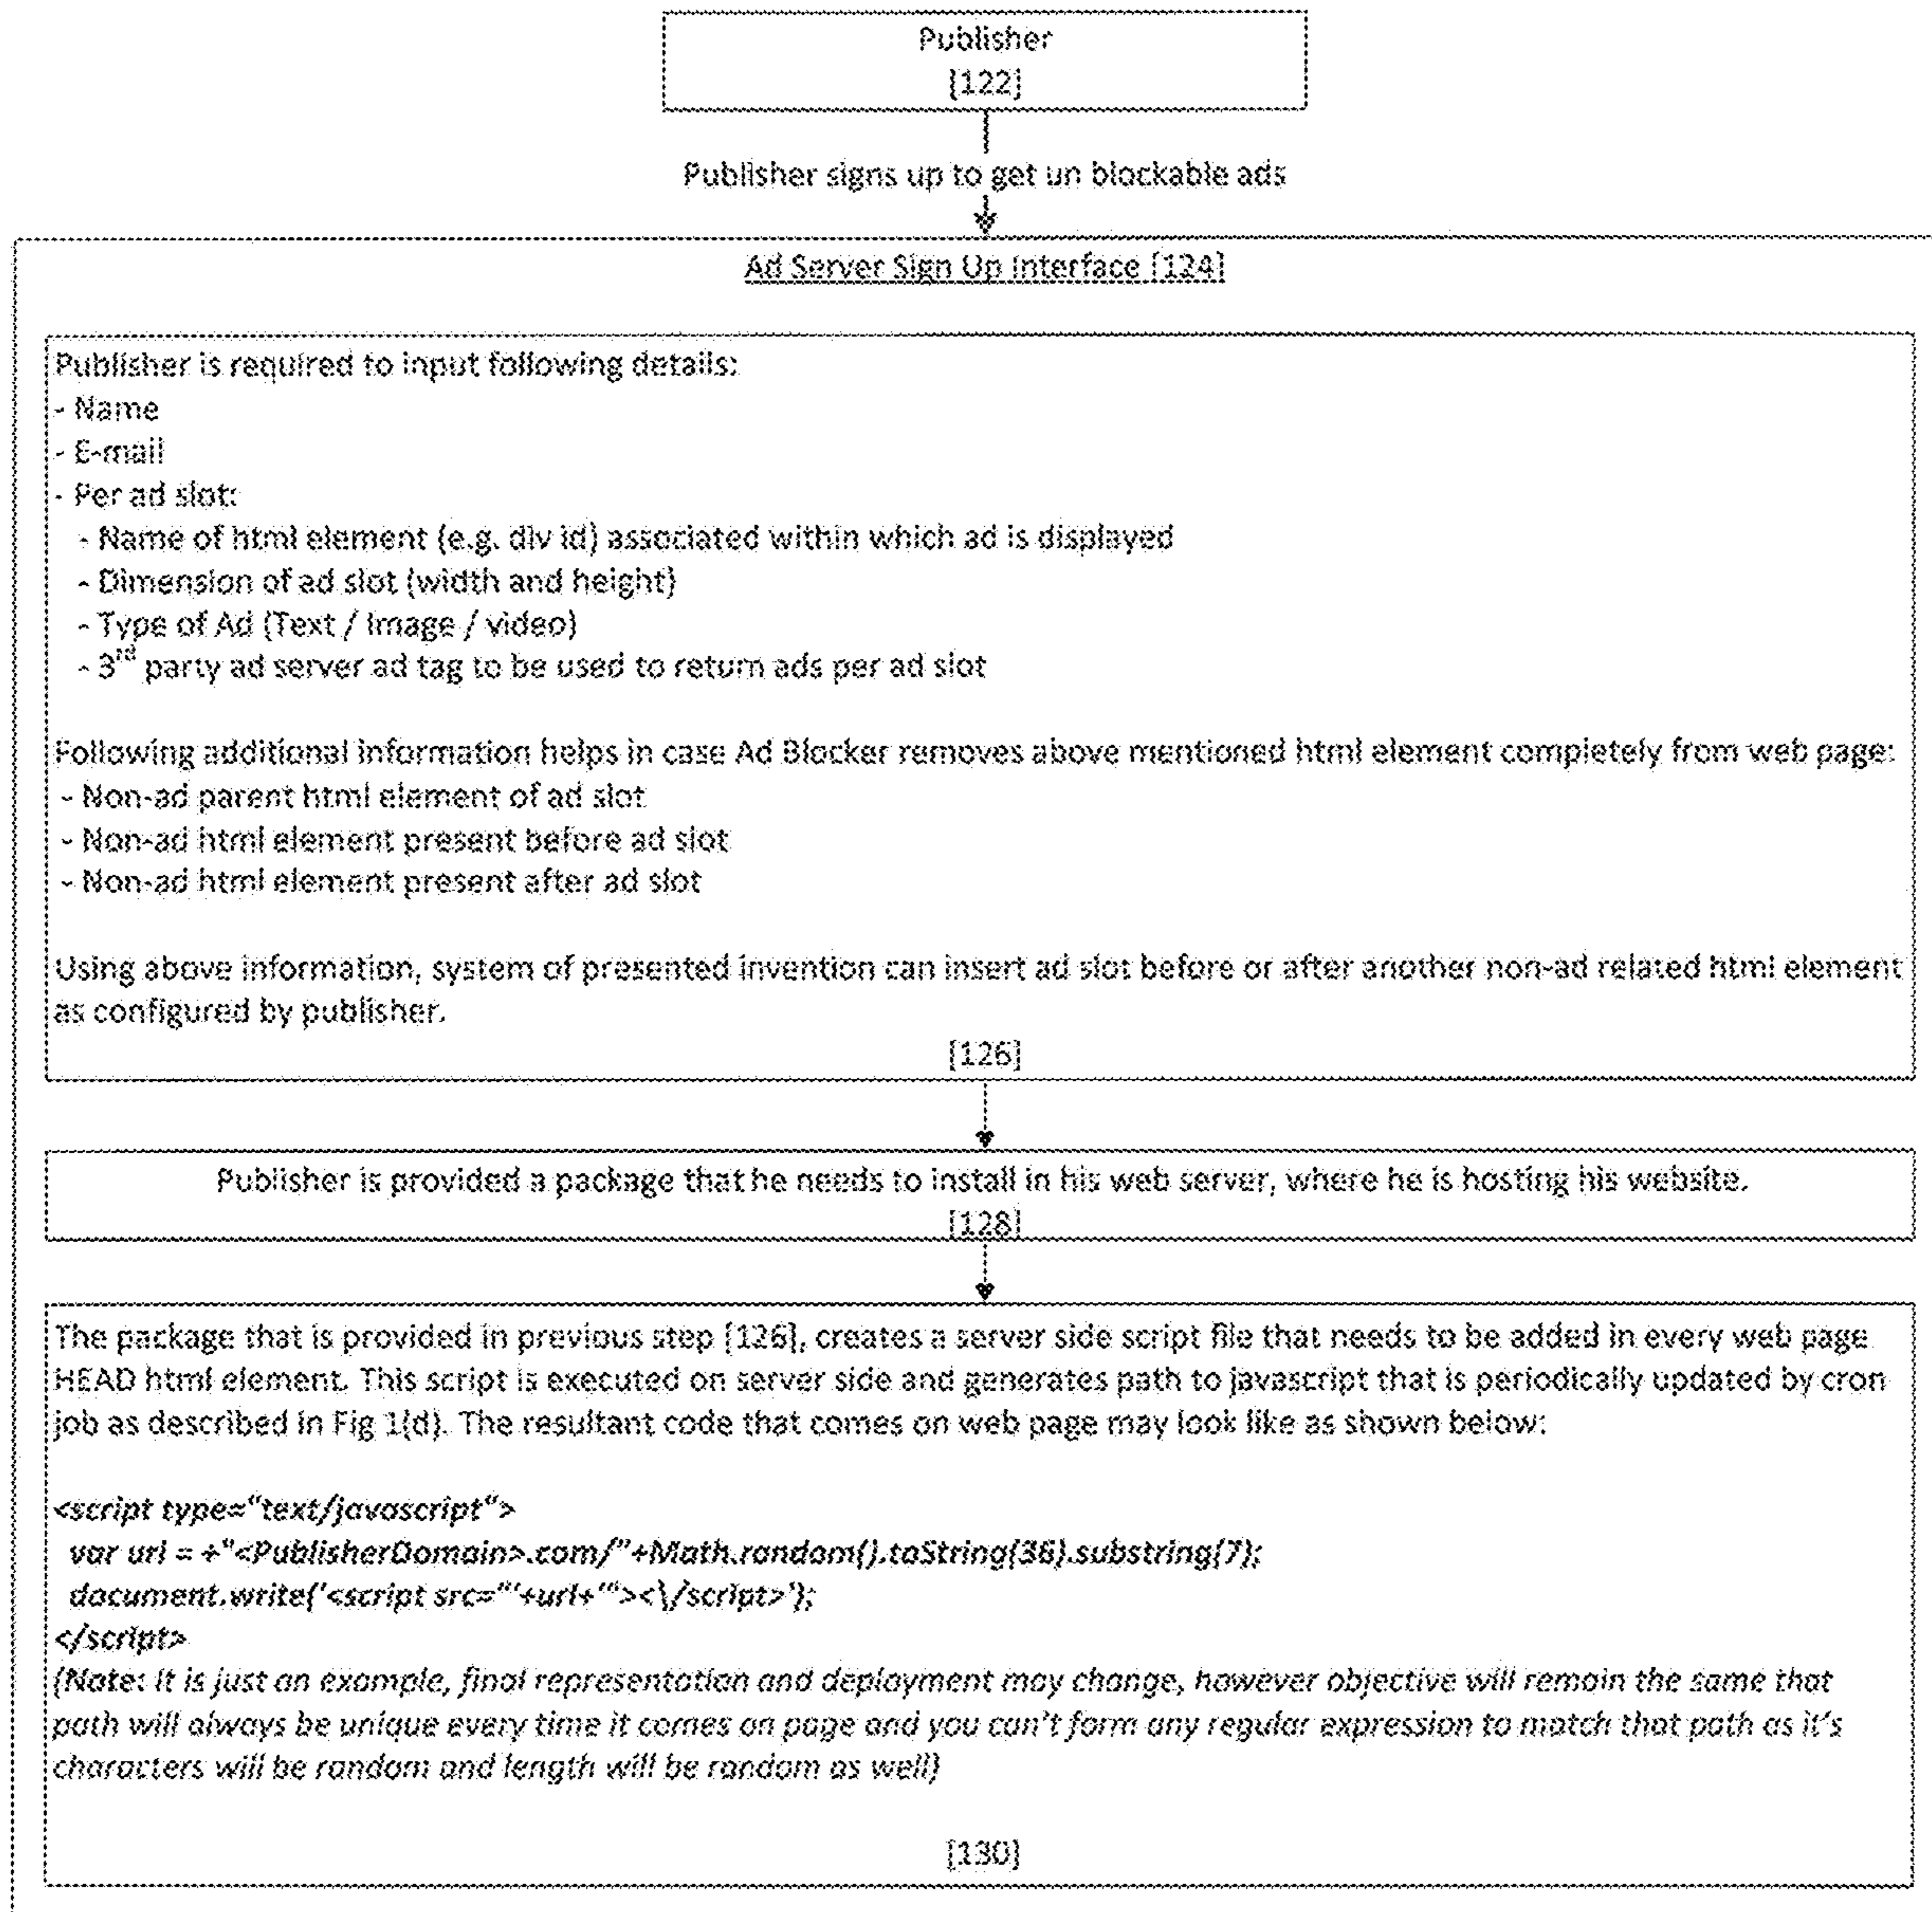 Publisher
[122]
Publisher signs up to get un blockable ads
Ad Server Sign Up Interface [124]
Publisher is required to input following details:
- Name
- E-mail
- Per ad slot:
- Name of html element (e.g. div id) associated within which ad is displayed
- Dimension of ad slot (width and height)
- Type of Ad (Text / Image / video)
- 3rd party ad server ad tag to be used to return ads per ad slot
Following additional information helps in case Ad Blocker removes above mentioned html element completely from web page:
- Non-ad parent html element of ad slot
- Non-ad html element present before ad slot
- Non-ad html element present after ad slot
Using above information, system of presented invention can insert ad slot before or after another non-ad related html element
as configured by publisher.
[126]
Publisher is provided a package that he needs to install in his web server, where he is hosting his website.
[128]
The package that is provided in previous step [126], creates a server side script file that needs to be added in every web page
HEAD html element. This script is executed on server side and generates path to javascript that is periodically updated by cron
job as described in Fig 1(d). The resultant code that comes on web page may look like as shown below:
<script type="text/javascript">
var url = +"<PublisherDomain>.com/"+Math.random().toString(36).substring(7);
document.write('<script src="'+url+'"><\/script>');
</script>
(Note: It is just an example, final representation and deployment may change, however objective will remain the same that
path will always be unique every time it comes on page and you can't form any regular expression to match that path as it's
characters will be random and length will be random as well)
[130]